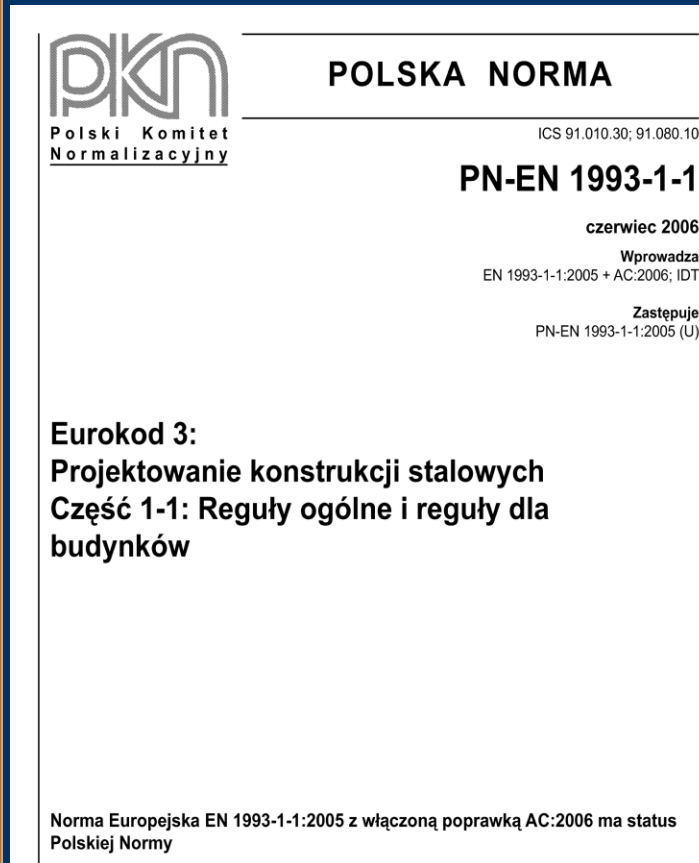 PKN
Polski Komitet
Normalizacyjny
POLSKA NORMA
ICS 91.010.30; 91.080.10
PN-EN 1993-1-1
czerwiec 2006
Wprowadza
EN 1993-1-1:2005 + AC:2006; IDT
Zastępuje
PN-EN 1993-1-1:2005 (U)
Eurokod 3:
Projektowanie konstrukcji stalowych
Część 1-1: Reguły ogólne i reguły dla
budynków
Norma Europejska EN 1993-1-1:2005 z włączoną poprawką AC:2006 ma status
Polskiej Normy